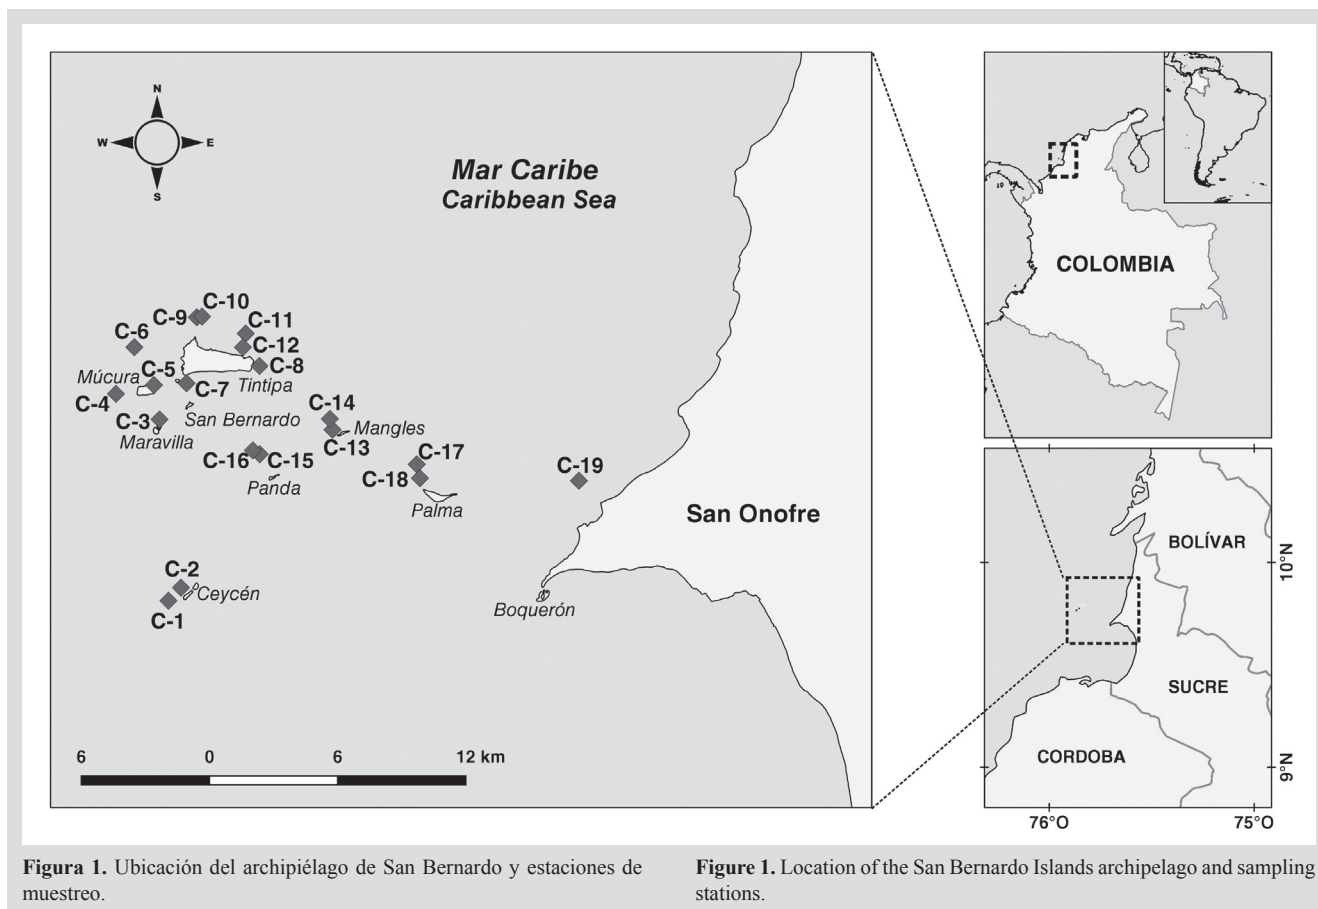 N
W E
S
Mar Caribe
Caribbean Sea
C-10
C-9
C-11
C-6
C-12
C-8
C-5
Múcura
Tintipa
C-7
C-4
C-14
C-3
San Bernardo
Mangles
Maravilla
C-13
C-17
C-16
C-15
C-19
C-18
Panda
Palma
San Onofre
C-2
Ceycén
C-1
Boquerón
6 0 6 12 km
COLOMBIA
BOLÍVAR
10°N
SUCRE
CORDOBA
9°N
76°O 75°O
Figura 1. Ubicación del archipiélago de San Bernardo y estaciones de
muestreo.
Figure 1. Location of the San Bernardo Islands archipelago and sampling
stations.